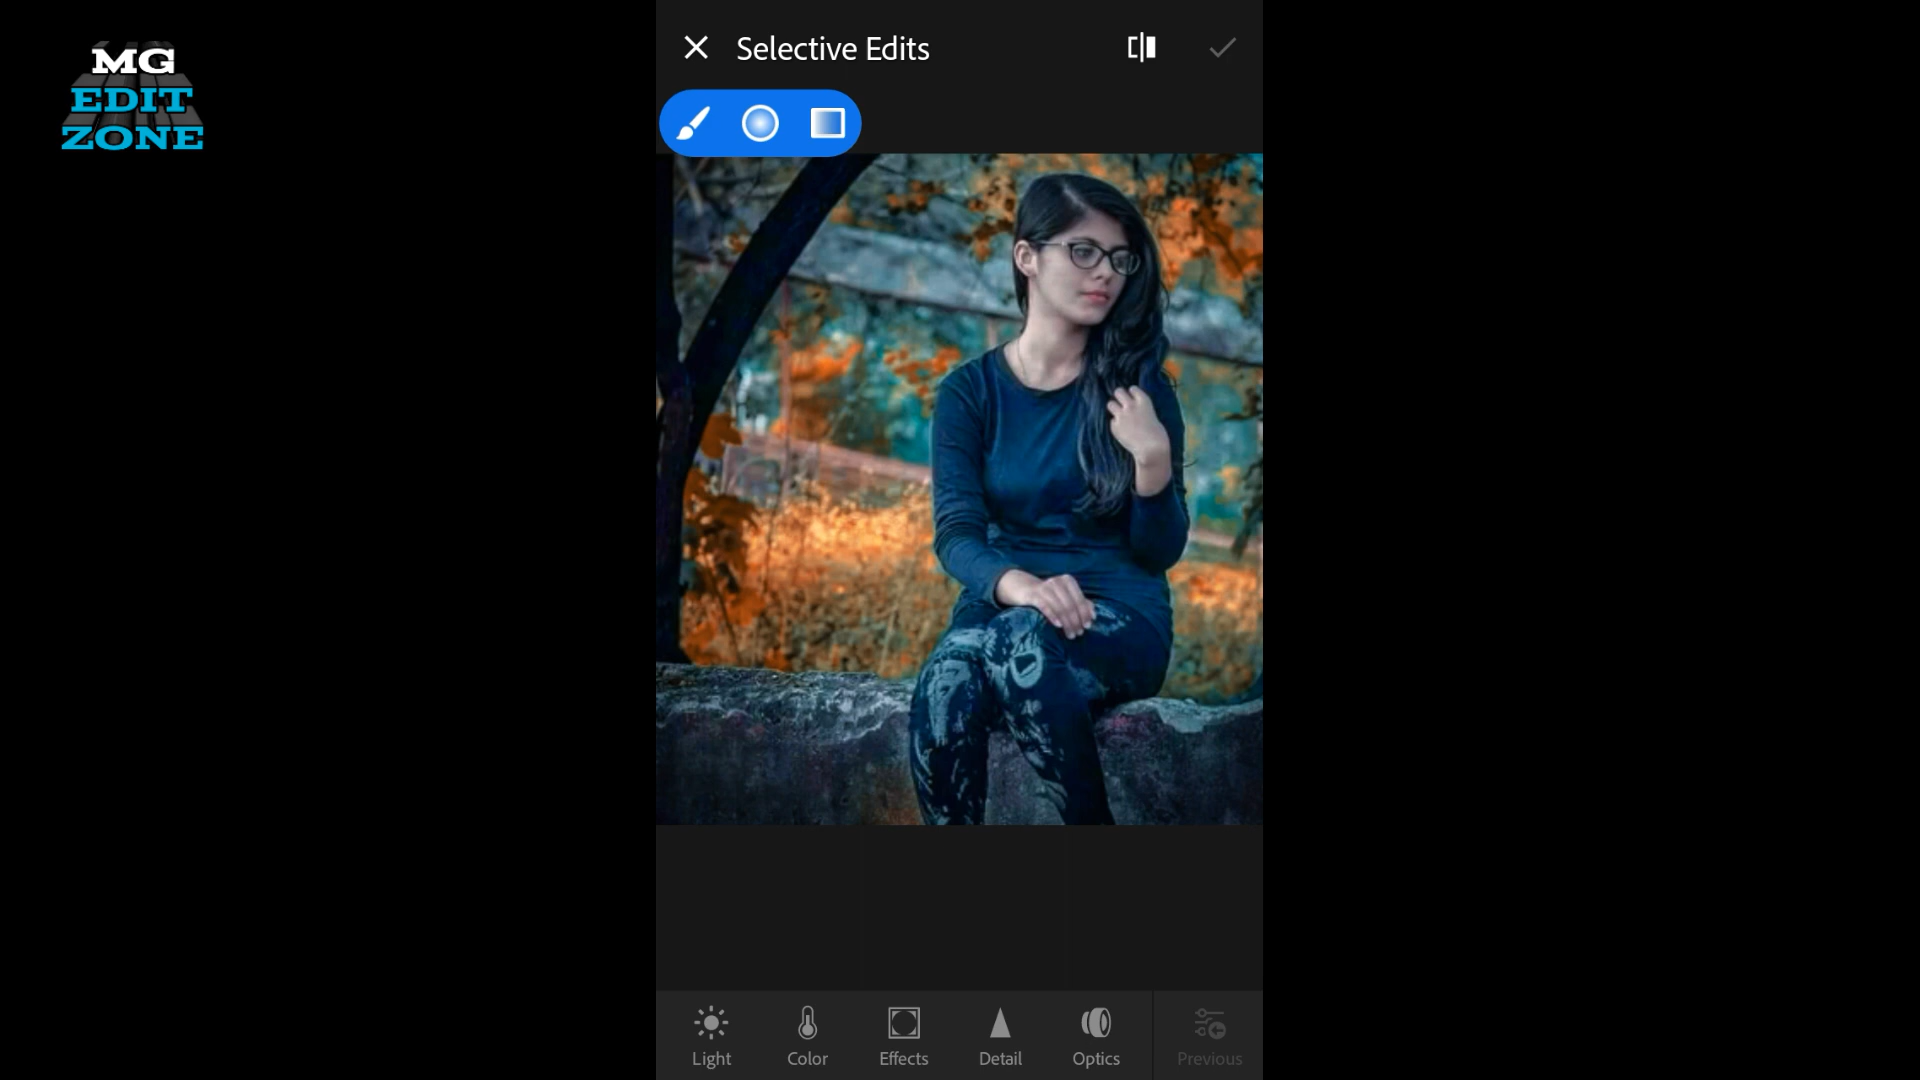 MG
EDIT
ZONE
Selective Edits
Light
Color
Effects
Detail
Optics
Previous